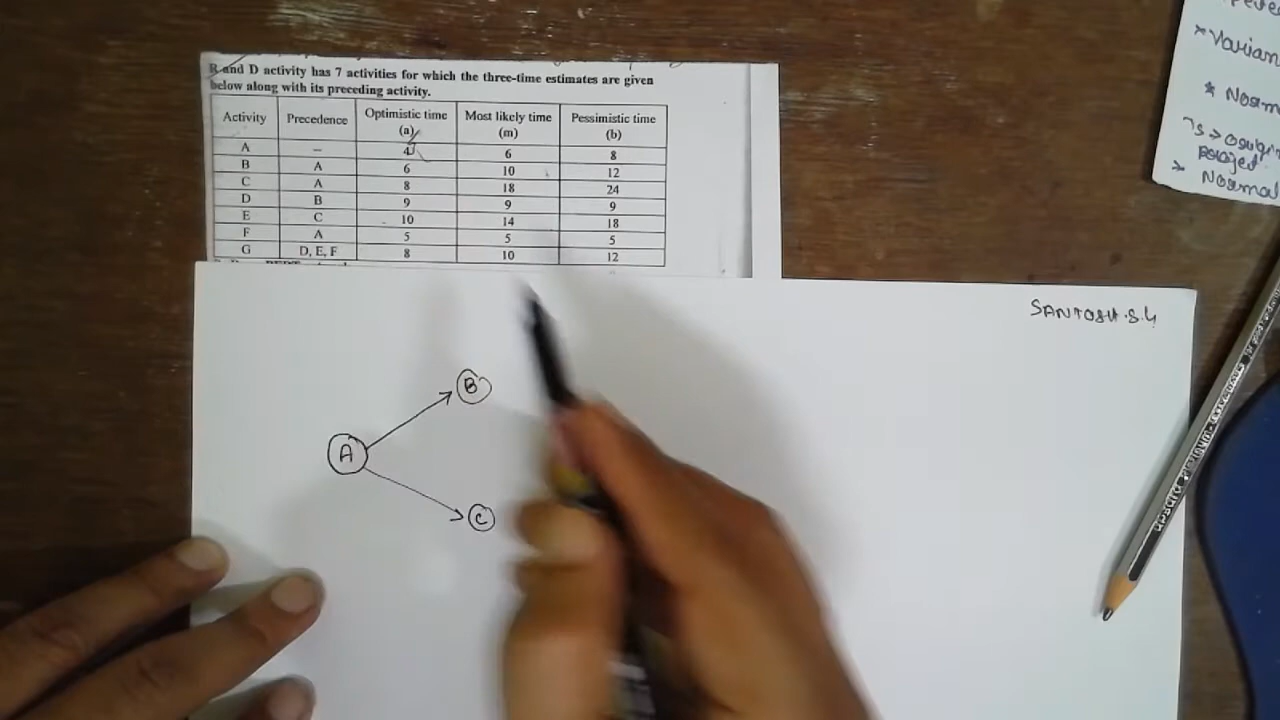 R and D activity has 7 activities for which the three-time estimates are given
below along with its preceding activity.
Activity Precedence Optimistic time (a) Most likely time (m) Pessimistic time (b)
A – 4 6 8
B A 6 10 12
C A 8 18 24
D B 9 9 9
E C 10 14 18
F A 5 5 5
G D, E, F 8 10 12
SANTOSH.S.G
B
A
C
*Varian
* Norm
Normal